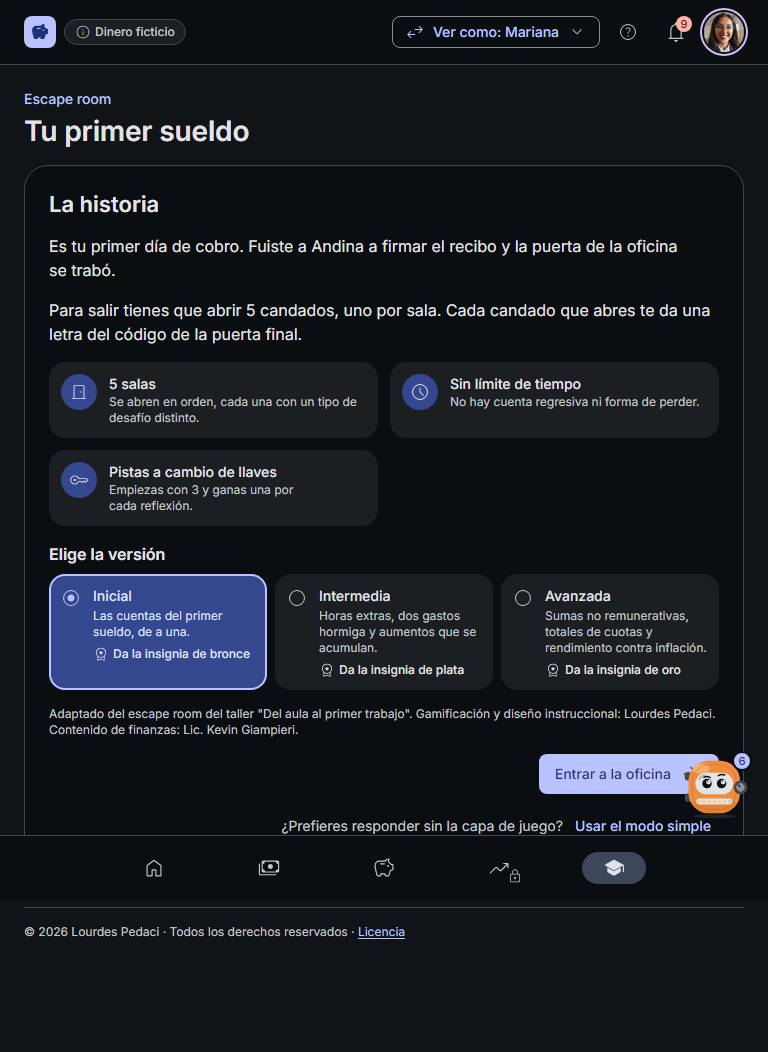 Dinero ficticio
Ver como: Mariana
9
Escape room
Tu primer sueldo
La historia
Es tu primer día de cobro. Fuiste a Andina a firmar el recibo y la puerta de la oficina
se trabó.
Para salir tienes que abrir 5 candados, uno por sala. Cada candado que abres te da una
letra del código de la puerta final.
5 salas
Se abren en orden, cada una con un tipo de
desafío distinto.
Sin límite de tiempo
No hay cuenta regresiva ni forma de perder.
Pistas a cambio de llaves
Empiezas con 3 y ganas una por
cada reflexión.
Elige la versión
Inicial
Las cuentas del primer
sueldo, de a una.
Da la insignia de bronce
Intermedia
Horas extras, dos gastos
hormiga y aumentos que se
acumulan.
Da la insignia de plata
Avanzada
Sumas no remunerativas,
totales de cuotas y
rendimiento contra inflación.
Da la insignia de oro
Adaptado del escape room del taller "Del aula al primer trabajo". Gamificación y diseño instruccional: Lourdes Pedaci.
Contenido de finanzas: Lic. Kevin Giampieri.
Entrar a la oficina
6
¿Prefieres responder sin la capa de juego? Usar el modo simple
© 2026 Lourdes Pedaci · Todos los derechos reservados · Licencia